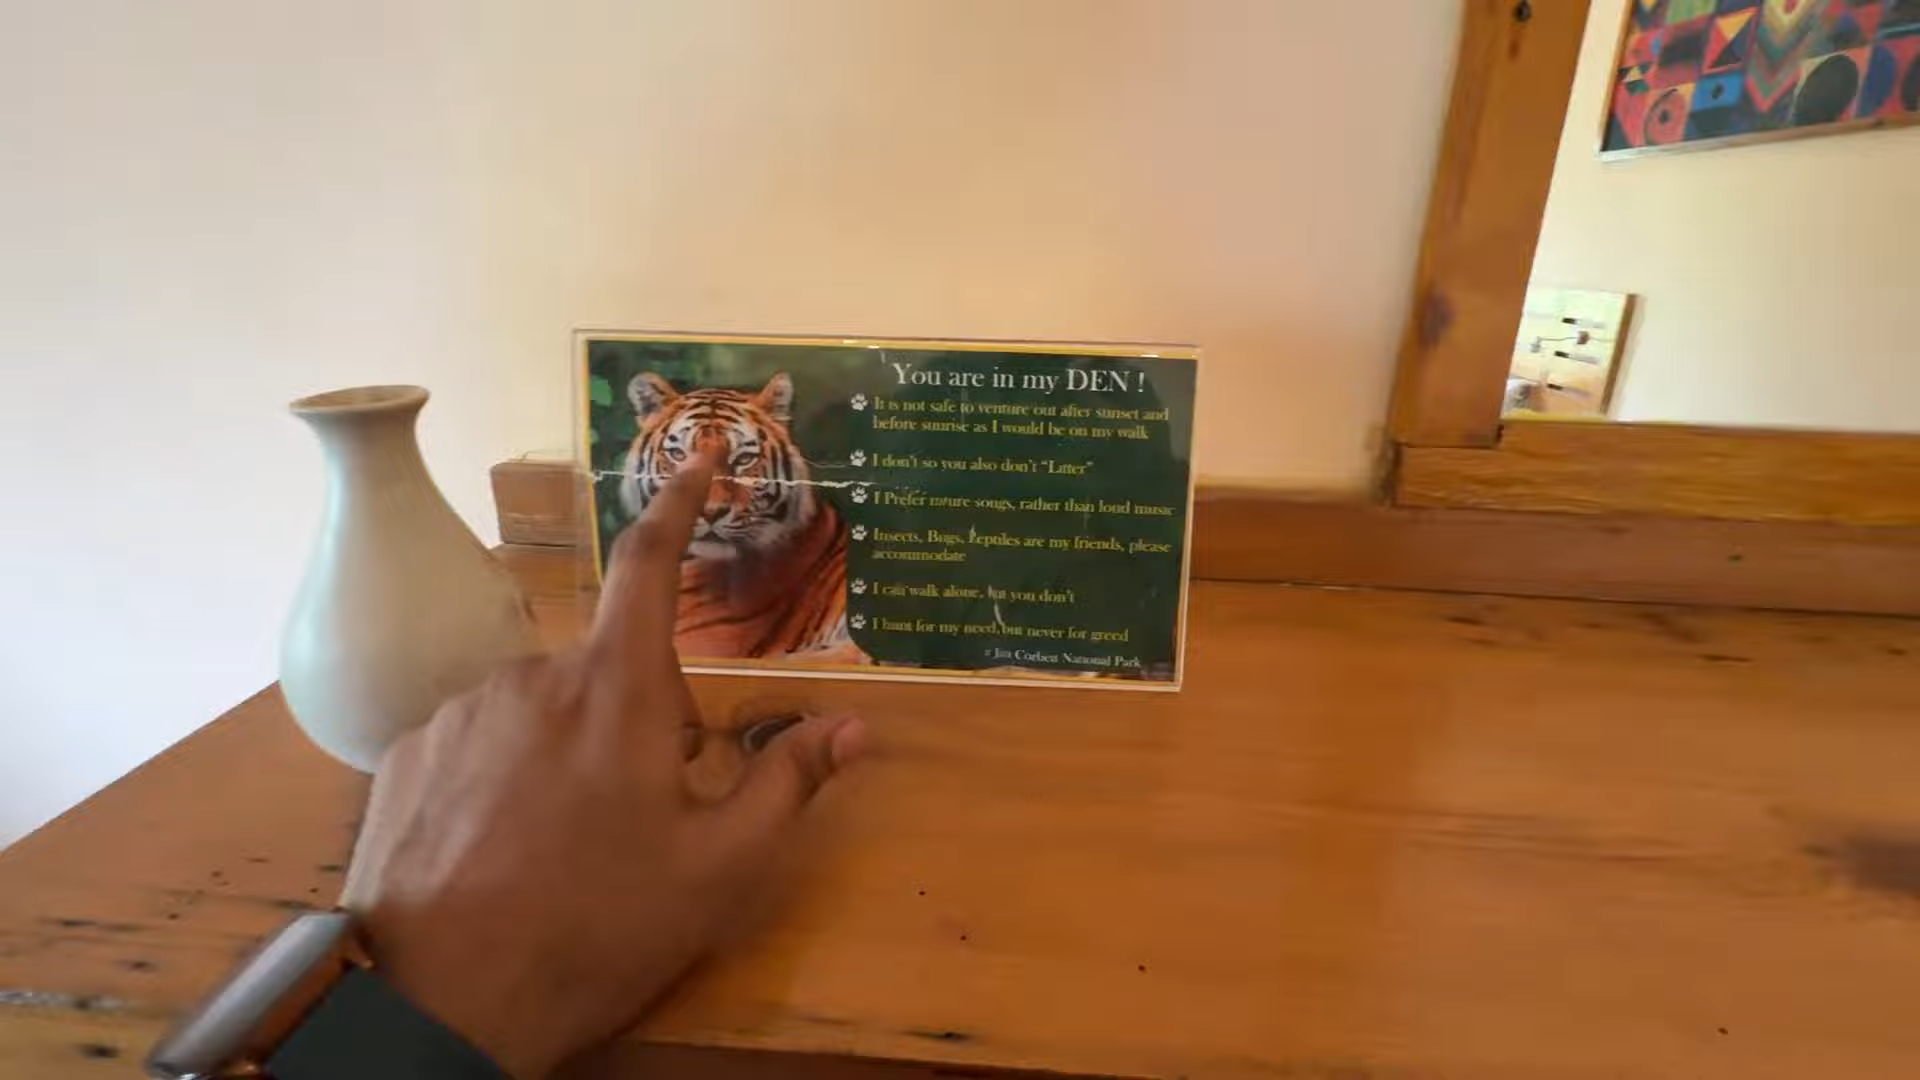 You are in my DEN !
It is not safe to venture out after sunset and
before sunrise as I would be on my walk
I don't so you also don't "Litter"
I Prefer nature songs, rather than loud music
Insects, Bugs, Reptiles are my friends, please
accommodate
I can walk alone, but you don't
I hunt for my need, but never for greed
# Jim Corbett National Park